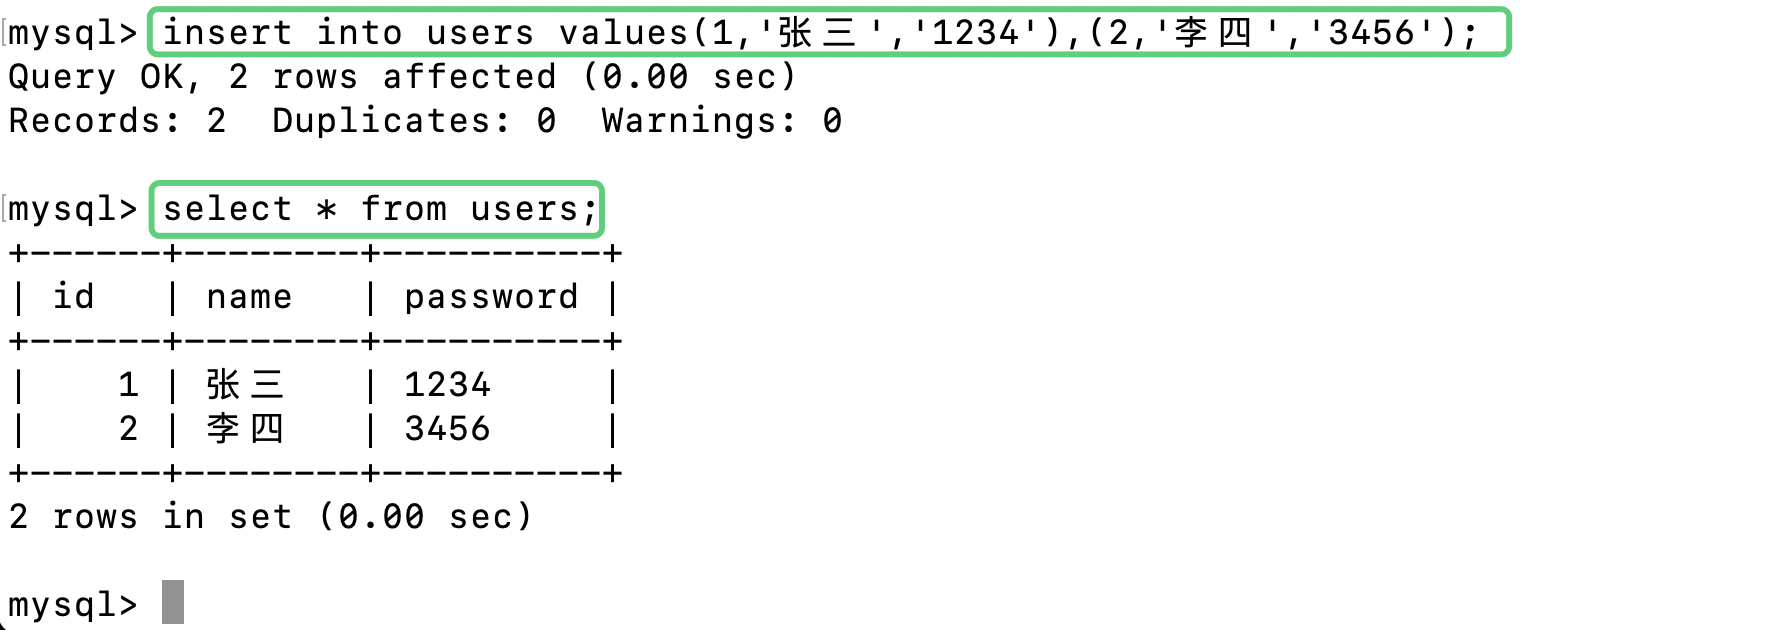 mysql> insert into users values(1,'张三','1234'),(2,'李四','3456');
Query OK, 2 rows affected (0.00 sec)
Records: 2  Duplicates: 0  Warnings: 0
mysql> select * from users;
+------+--------+----------+
| id   | name   | password |
+------+--------+----------+
|    1 | 张三   | 1234     |
|    2 | 李四   | 3456     |
+------+--------+----------+
2 rows in set (0.00 sec)
mysql>